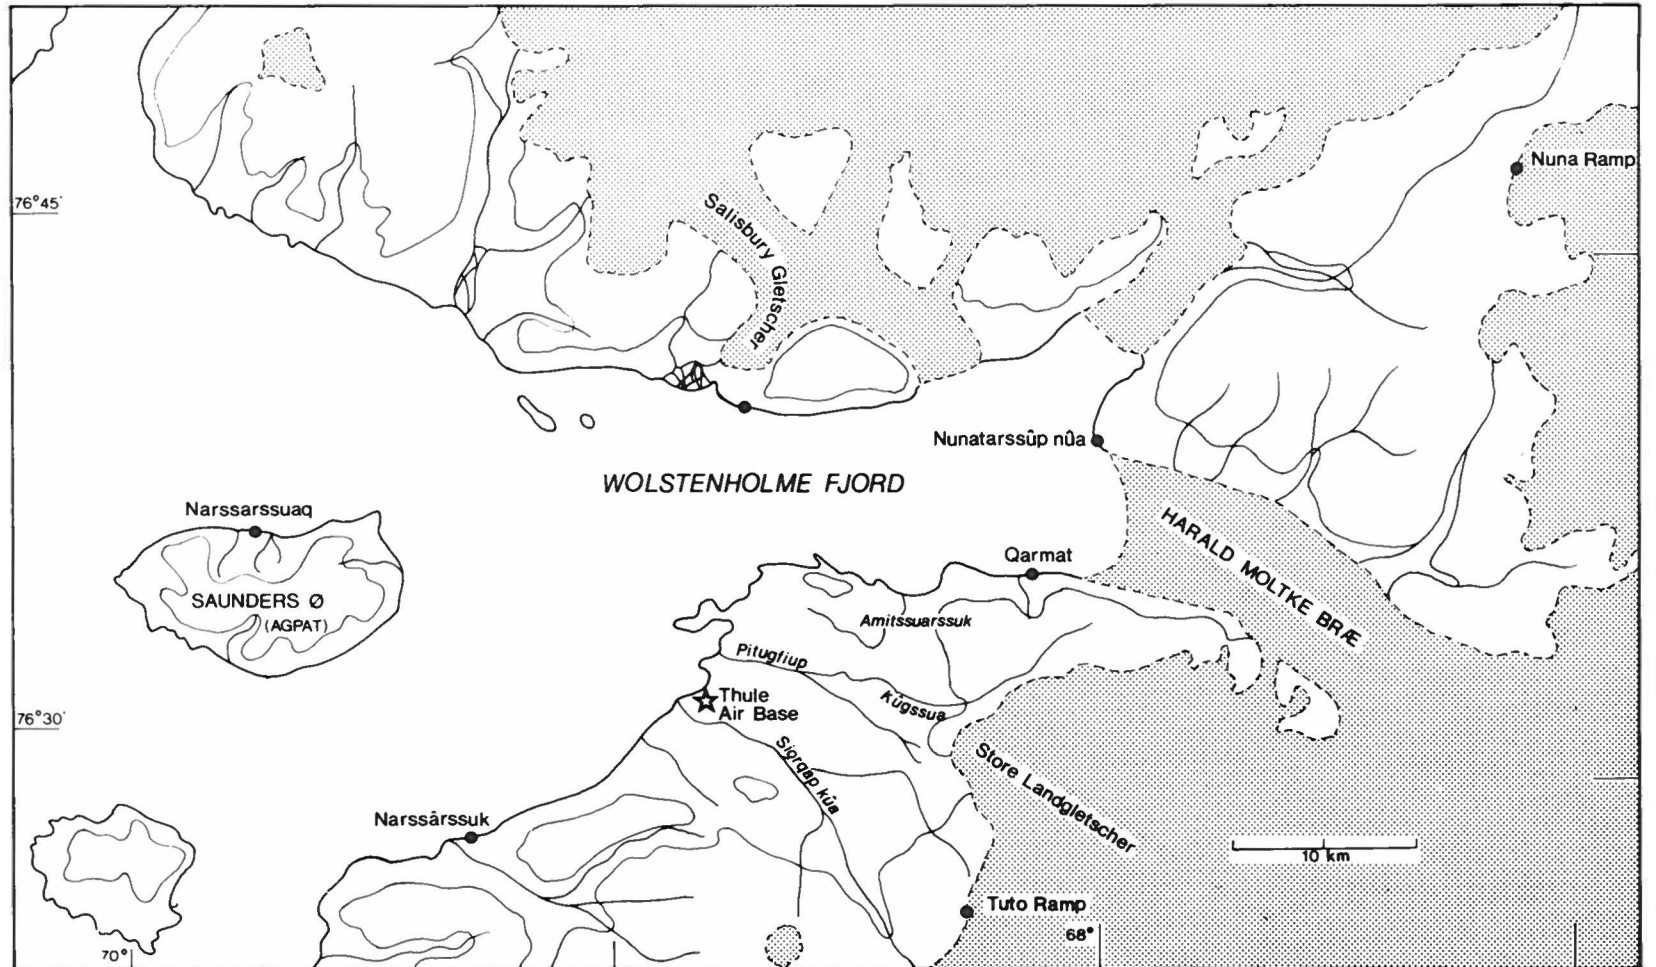 Nuna Ramp
76°45'
Salisbury Gletscher
Nunatarssûp nûa
WOLSTENHOLME FJORD
Narssarssuaq
HARALD MOLTKE BRÆ
Qarmat
SAUNDERS Ø
(AGPAT)
Amitssuarssuk
Pitugfiup
Kûgssua
Thule
Air Base
76°30'
Siorqap kûa
Store Landgletscher
Narssârssuk
10 km
Tuto Ramp
68°
70°